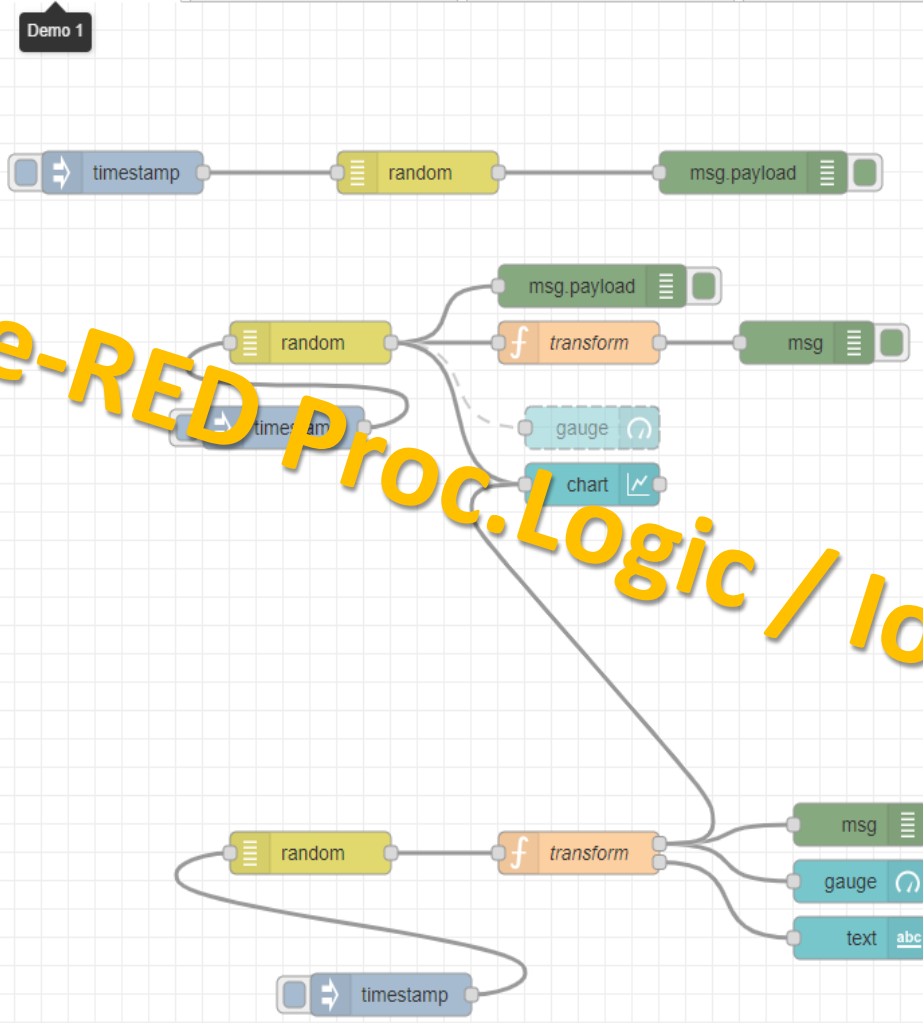 Demo 1
timestamp
random
msg.payload
msg.payload
random
transform
msg
timestamp
gauge
chart
e-RED Proc.Logic / lo
random
transform
msg
gauge
text
abc
timestamp